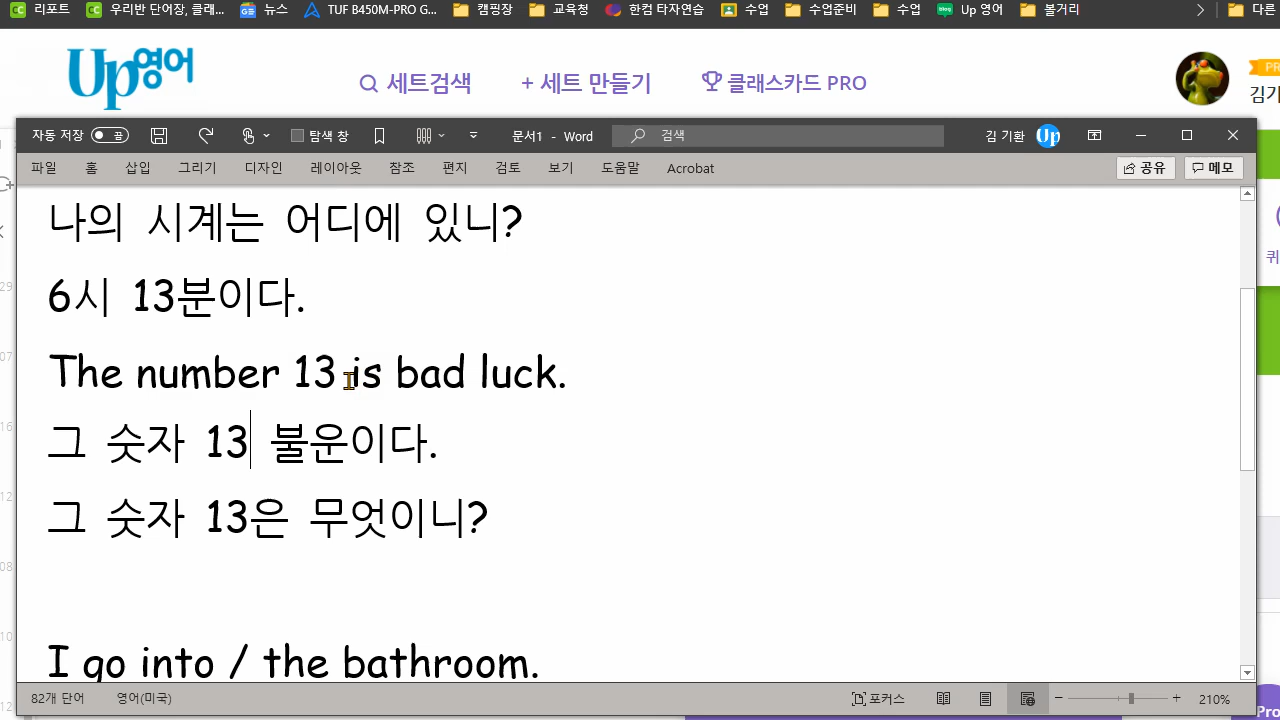 리포트 우리반 단어장, 클래... 뉴스 TUF B450M-PRO G... 캠핑장 교육청 한컴 타자연습 수업 수업준비 수업 Up 영어 볼거리 다른
Up영어 세트검색 + 세트 만들기 클래스카드 PRO
자동 저장 문서1 - Word 검색 김 기환 Up
파일 홈 삽입 그리기 디자인 레이아웃 참조 편지 검토 보기 도움말 Acrobat 공유 메모
나의 시계는 어디에 있니?
6시 13분이다.
The number 13 is bad luck.
그 숫자 13 불운이다.
그 숫자 13은 무엇이니?
I go into / the bathroom.
82개 단어 영어(미국) 포커스 210%